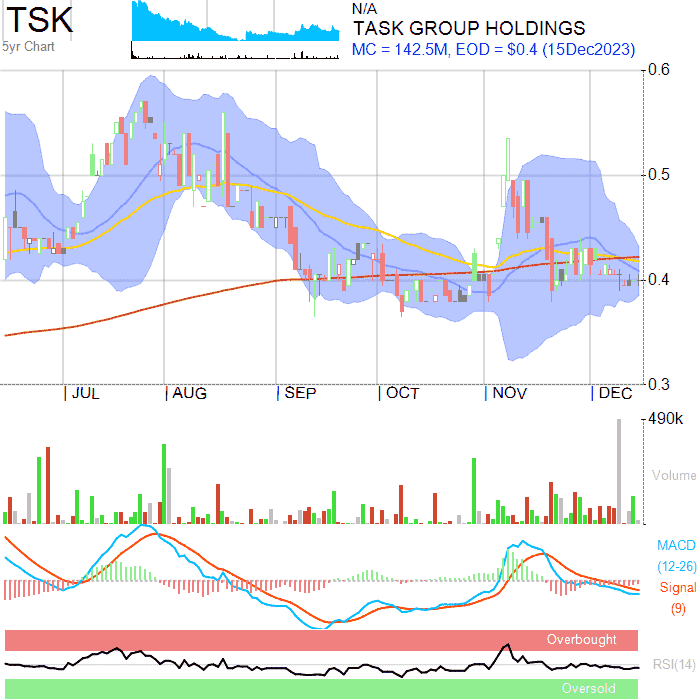 TSK
5yr Chart
N/A
TASK GROUP HOLDINGS
MC = 142.5M, EOD = $0.4 (15Dec2023)
0.6
0.5
0.4
0.3
JUL
AUG
SEP
OCT
NOV
DEC
490k
Volume
MACD
(12-26)
Signal
(9)
Overbought
RSI(14)
Oversold